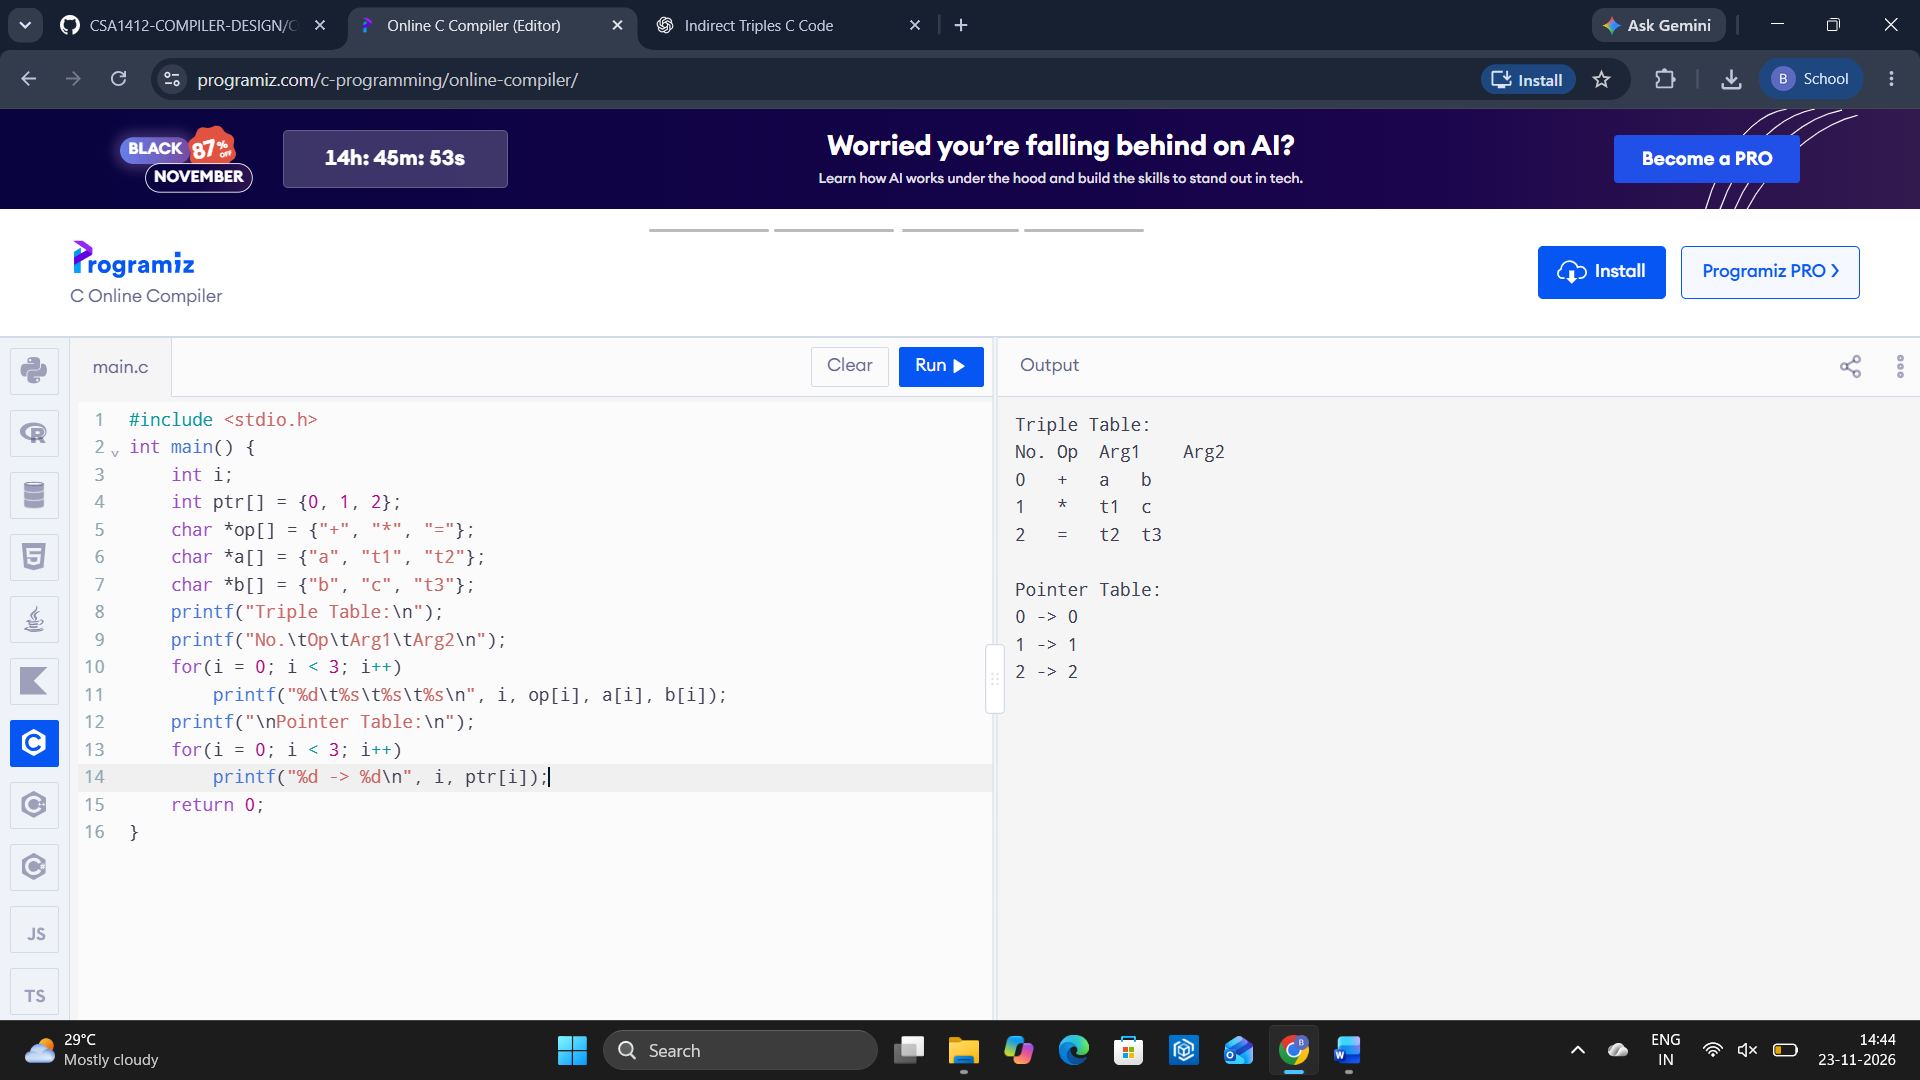 CSA1412-COMPILER-DESIGN/C
Online C Compiler (Editor)
Indirect Triples C Code
Ask Gemini
programiz.com/c-programming/online-compiler/
Install
B
School
BLACK
87% OFF
NOVEMBER
14h: 45m: 53s
Worried you're falling behind on AI?
Learn how AI works under the hood and build the skills to stand out in tech.
Become a PRO
Programiz
C Online Compiler
Install
Programiz PRO >
main.c
Clear
Run
Output
1 #include <stdio.h>
2 int main() {
3 int i;
4 int ptr[] = {0, 1, 2};
5 char *op[] = {"+", "*", "="};
6 char *a[] = {"a", "t1", "t2"};
7 char *b[] = {"b", "c", "t3"};
8 printf("Triple Table:\n");
9 printf("No.\tOp\tArg1\tArg2\n");
10 for(i = 0; i < 3; i++)
11 printf("%d\t%s\t%s\t%s\n", i, op[i], a[i], b[i]);
12 printf("\nPointer Table:\n");
13 for(i = 0; i < 3; i++)
14 printf("%d -> %d\n", i, ptr[i]);
15 return 0;
16 }
Triple Table:
No. Op Arg1 Arg2
0 + a b
1 * t1 c
2 = t2 t3
Pointer Table:
0 -> 0
1 -> 1
2 -> 2
JS
TS
29°C
Mostly cloudy
Search
ENG
IN
14:44
23-11-2026